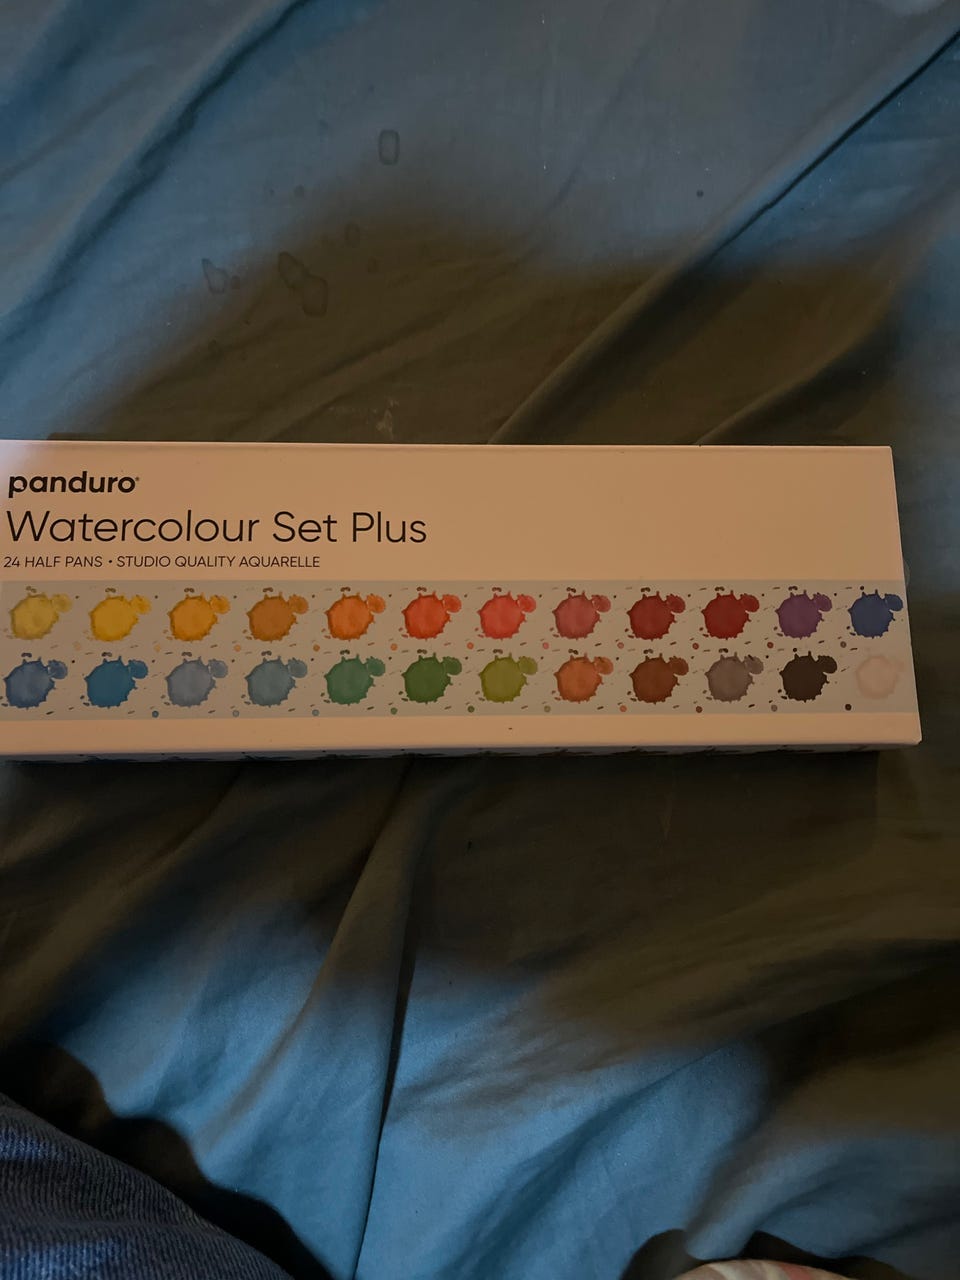 panduro
Watercolour Set Plus
24 HALF PANS • STUDIO QUALITY AQUARELLE